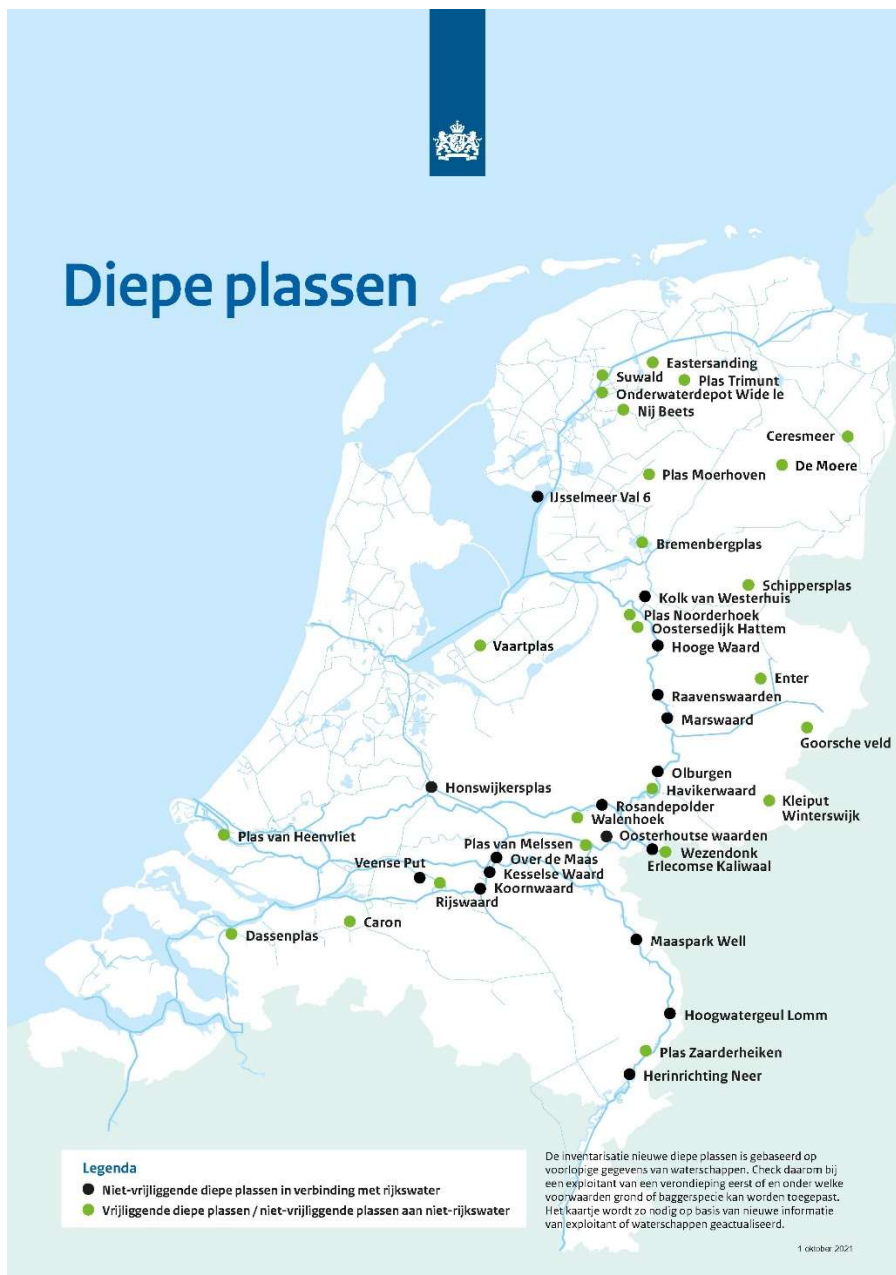 Diepe plassen
Eastersanding
Suwald
Plas Trimunt
Onderwaterdepot Wide Ie
Nij Beets
Ceresmeer
De Moere
Plas Moerhoven
IJsselmeer Val 6
Bremenbergplas
Schippersplas
Kolk van Westerhuis
Plas Noorderhoek
Oostersedijk Hattem
Vaartplas
Hooge Waard
Enter
Raavenswaarden
Marswaard
Goorsche veld
Olburgen
Honswijkersplas
Havikerwaard
Kleiput
Winterswijk
Rosandepolder
Walenhoek
Plas van Heenvliet
Oosterhoutse waarden
Plas van Melssen
Wezendonk
Over de Maas
Veense Put
Erlecomse Kaliwaal
Kesselse Waard
Koornwaard
Rijswaard
Caron
Dassenplas
Maaspark Well
Hoogwatergeul Lomm
Plas Zaarderheiken
Herinrichting Neer
Legenda
Niet-vrijliggende diepe plassen in verbinding met rijkswater
Vrijliggende diepe plassen / niet-vrijliggende plassen aan niet-rijkswater
De inventarisatie nieuwe diepe plassen is gebaseerd op
voorlopige gegevens van waterschappen. Check daarom bij
een exploitant van een verondieping eerst of en onder welke
voorwaarden grond of baggerspecie kan worden toegepast.
Het kaartje wordt zo nodig op basis van nieuwe informatie
van exploitant of waterschappen geactualiseerd.
1 oktober 2021